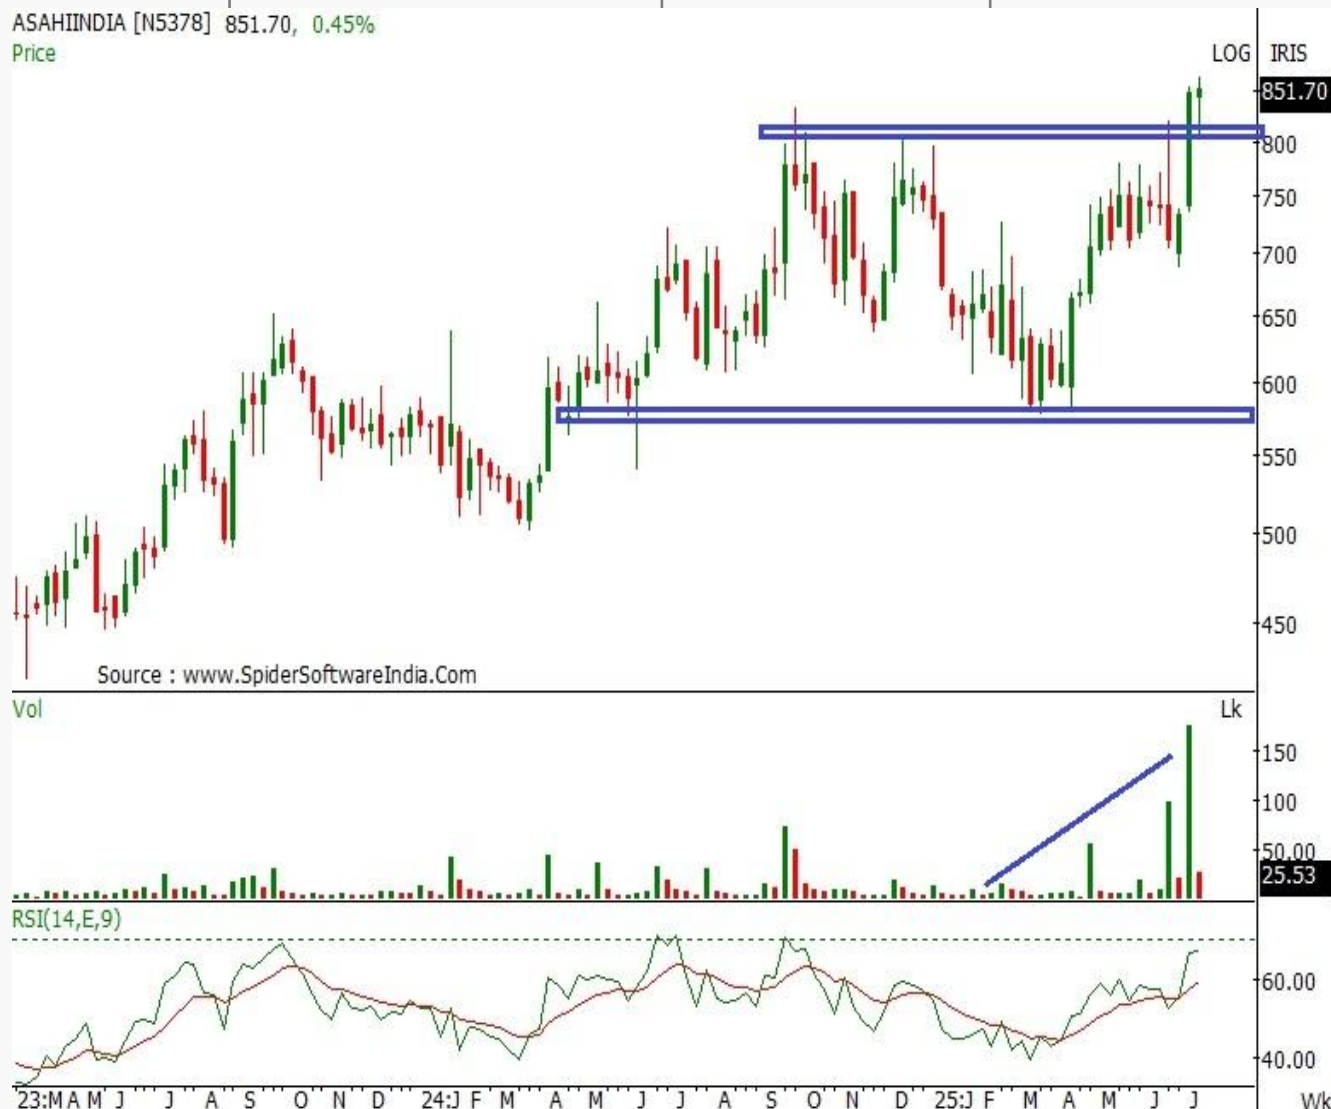 ASAHIINDIA [N5378] 851.70, 0.45%
Price
LOG IRIS
851.70
800
750
700
650
600
550
500
450
Source : www.SpiderSoftwareIndia.Com
Vol
Lk
150
100
50.00
25.53
RSI(14,E,9)
60.00
40.00
23:M A M J J A S O N D 24:J F M A M J J A S O N D 25:J F M A M J J Wk